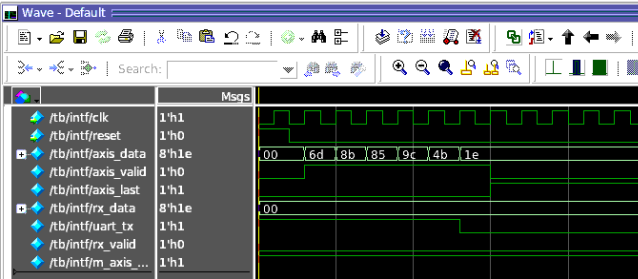 Wave - Default
Search:
Msgs
/tb/intf/clk 1'h1
/tb/intf/reset 1'h0
/tb/intf/axis_data 8'h1e 00 6d 8b 85 9c 4b 1e
/tb/intf/axis_valid 1'h0
/tb/intf/axis_last 1'h1
/tb/intf/rx_data 8'h1e 00
/tb/intf/uart_tx 1'h1
/tb/intf/rx_valid 1'h0
/tb/intf/m_axis_... 1'h1